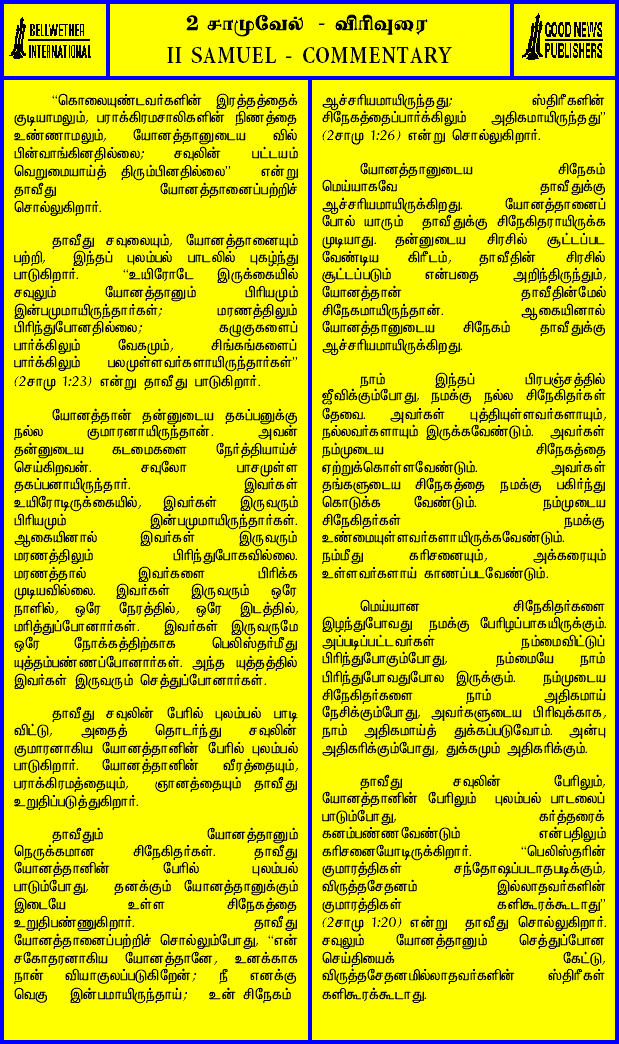 BELLWETHER
INTERNATIONAL
2 சாமுவேல் - விரிவுரை
II SAMUEL - COMMENTARY
GOOD NEWS
PUBLISHERS
“கொலையுண்டவர்களின் இரத்தத்தைக்
குடியாமலும், பராக்கிரமசாலிகளின் நிணத்தை
உண்ணாமலும், யோனத்தானுடைய வில்
பின்வாங்கினதில்லை; சவுலின் பட்டயம்
வெறுமையாய்த் திரும்பினதில்லை” என்று
தாவீது யோனத்தானைப்பற்றிச்
சொல்லுகிறார்.
தாவீது சவுலையும், யோனத்தானையும்
பற்றி, இந்தப் புலம்பல் பாடலில் புகழ்ந்து
பாடுகிறார். “உயிரோடே இருக்கையில்
சவுலும் யோனத்தானும் பிரியமும்
இன்பமுமாயிருந்தார்கள்; மரணத்திலும்
பிரிந்துபோனதில்லை; கழுகுகளைப்
பார்க்கிலும் வேகமும், சிங்கங்களைப்
பார்க்கிலும் பலமுள்ளவர்களாயிருந்தார்கள்”
(2சாமு 1:23) என்று தாவீது பாடுகிறார்.
யோனத்தான் தன்னுடைய தகப்பனுக்கு
நல்ல குமாரனாயிருந்தான். அவன்
தன்னுடைய கடமைகளை நேர்த்தியாய்ச்
செய்கிறவன். சவுலோ பாசமுள்ள
தகப்பனாயிருந்தார். இவர்கள்
உயிரோடிருக்கையில், இவர்கள் இருவரும்
பிரியமும் இன்பமுமாயிருந்தார்கள்.
ஆகையினால் இவர்கள் இருவரும்
மரணத்திலும் பிரிந்துபோகவில்லை.
மரணத்தால் இவர்களை பிரிக்க
முடியவில்லை. இவர்கள் இருவரும் ஒரே
நாளில், ஒரே நேரத்தில், ஒரே இடத்தில்,
மரித்துப்போனார்கள். இவர்கள் இருவருமே
ஒரே நோக்கத்திற்காக பெலிஸ்தர்மீது
யுத்தம்பண்ணப்போனார்கள். அந்த யுத்தத்தில்
இவர்கள் இருவரும் செத்துப்போனார்கள்.
தாவீது சவுலின் பேரில் புலம்பல் பாடி
விட்டு, அதைத் தொடர்ந்து சவுலின்
குமாரனாகிய யோனத்தானின் பேரில் புலம்பல்
பாடுகிறார். யோனத்தானின் வீரத்தையும்,
பராக்கிரமத்தையும், ஞானத்தையும் தாவீது
உறுதிப்படுத்துகிறார்.
தாவீதும் யோனத்தானும்
நெருக்கமான சிநேகிதர்கள். தாவீது
யோனத்தானின் பேரில் புலம்பல்
பாடும்போது, தனக்கும் யோனத்தானுக்கும்
இடையே உள்ள சிநேகத்தை
உறுதிபண்ணுகிறார். தாவீது
யோனத்தானைப்பற்றிச் சொல்லும்போது, “என்
சகோதரனாகிய யோனத்தானே, உனக்காக
நான் வியாகுலப்படுகிறேன்; நீ எனக்கு
வெகு இன்பமாயிருந்தாய்; உன் சிநேகம்
ஆச்சரியமாயிருந்தது; ஸ்திரீகளின்
சிநேகத்தைப்பார்க்கிலும் அதிகமாயிருந்தது”
(2சாமு 1:26) என்று சொல்லுகிறார்.
யோனத்தானுடைய சிநேகம்
மெய்யாகவே தாவீதுக்கு
ஆச்சரியமாயிருக்கிறது. யோனத்தானைப்
போல் யாரும் தாவீதுக்கு சிநேகிதராயிருக்க
முடியாது. தன்னுடைய சிரசில் சூட்டப்பட
வேண்டிய கிரீடம், தாவீதின் சிரசில்
சூட்டப்படும் என்பதை அறிந்திருந்தும்,
யோனத்தான் தாவீதின்மேல்
சிநேகமாயிருந்தான். ஆகையினால்
யோனத்தானுடைய சிநேகம் தாவீதுக்கு
ஆச்சரியமாயிருக்கிறது.
நாம் இந்தப் பிரபஞ்சத்தில்
ஜீவிக்கும்போது, நமக்கு நல்ல சிநேகிதர்கள்
தேவை. அவர்கள் புத்தியுள்ளவர்களாயும்,
நல்லவர்களாயும் இருக்கவேண்டும். அவர்கள்
நம்முடைய சிநேகத்தை
ஏற்றுக்கொள்ளவேண்டும். அவர்கள்
தங்களுடைய சிநேகத்தை நமக்கு பகிர்ந்து
கொடுக்க வேண்டும். நம்முடைய
சிநேகிதர்கள் நமக்கு
உண்மையுள்ளவர்களாயிருக்கவேண்டும்.
நம்மீது கரிசனையும், அக்கரையும்
உள்ளவர்களாய் காணப்படவேண்டும்.
மெய்யான சிநேகிதர்களை
இழந்துபோவது நமக்கு பேரிழப்பாகயிருக்கும்.
அப்படிப்பட்டவர்கள் நம்மைவிட்டுப்
பிரிந்துபோகும்போது, நம்மையே நாம்
பிரிந்துபோவதுபோல இருக்கும். நம்முடைய
சிநேகிதர்களை நாம் அதிகமாய்
நேசிக்கும்போது, அவர்களுடைய பிரிவுக்காக,
நாம் அதிகமாய்த் துக்கப்படுவோம். அன்பு
அதிகரிக்கும்போது, துக்கமும் அதிகரிக்கும்.
தாவீது சவுலின் பேரிலும்,
யோனத்தானின் பேரிலும் புலம்பல் பாடலைப்
பாடும்போது, கர்த்தரைக்
கனம்பண்ணவேண்டும் என்பதிலும்
கரிசனையோடிருக்கிறார். “பெலிஸ்தரின்
குமாரத்திகள் சந்தோஷப்படாதபடிக்கும்,
விருத்தசேதனம் இல்லாதவர்களின்
குமாரத்திகள் களிகூரக்கூடாது”
(2சாமு 1:20) என்று தாவீது சொல்லுகிறார்.
சவுலும் யோனத்தானும் செத்துப்போன
செய்தியைக் கேட்டு,
விருத்தசேதனமில்லாதவர்களின் ஸ்திரீகள்
களிகூரக்கூடாது.